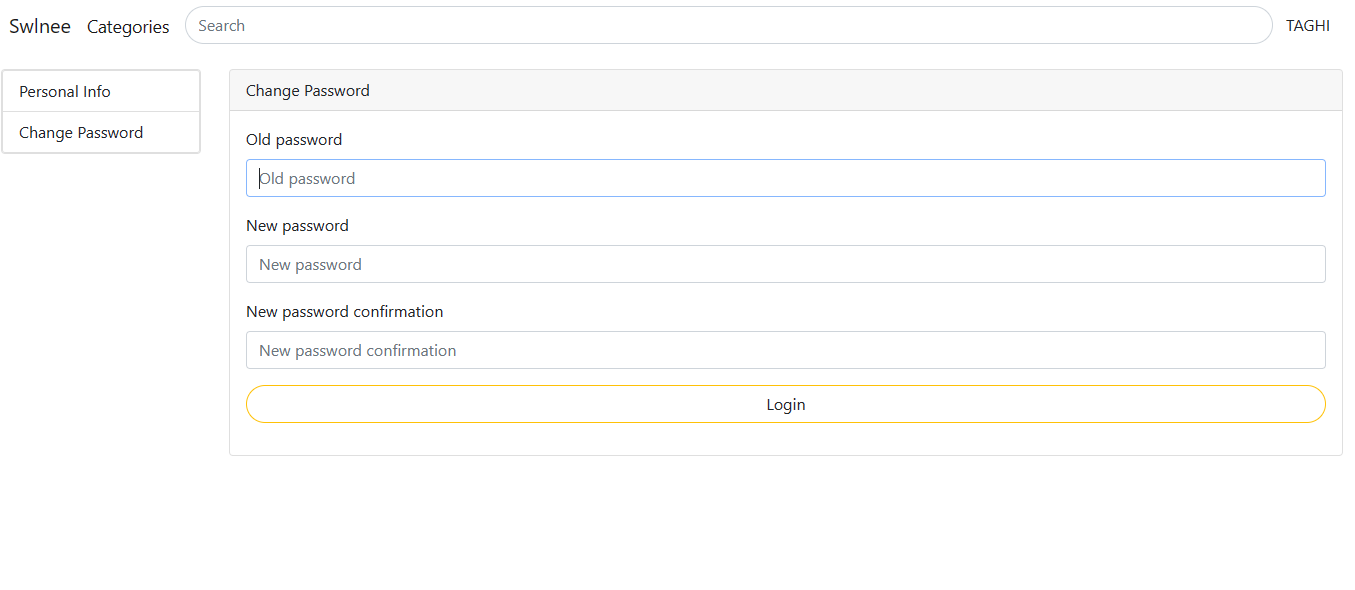 Swlnee Categories Search TAGHI
Personal Info
Change Password
Change Password
Old password
Old password
New password
New password
New password confirmation
New password confirmation
Login